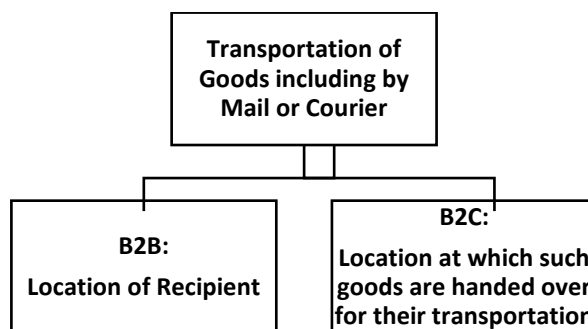 Transportation of
Goods including by
Mail or Courier
B2B:
Location of Recipient
B2C:
Location at which such
goods are handed over
for their transportation